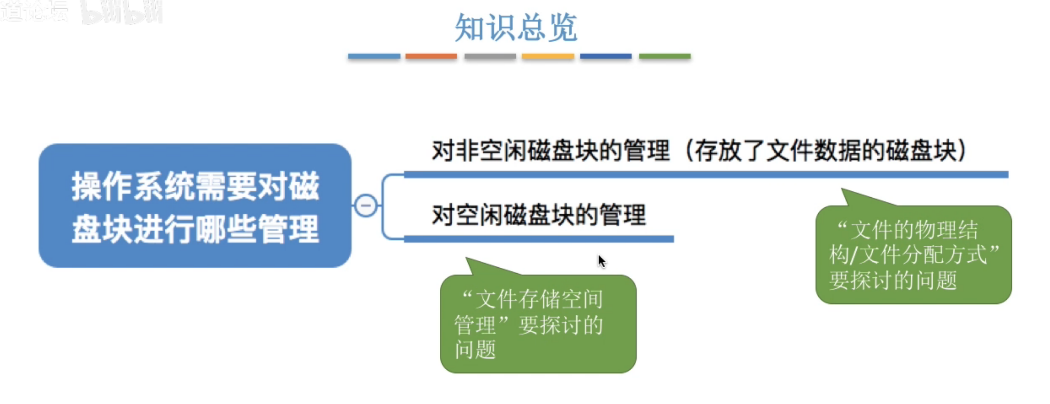 bilibili
知识总览
操作系统需要对磁
盘块进行哪些管理
对非空闲磁盘块的管理（存放了文件数据的磁盘块）
对空闲磁盘块的管理
“文件的物理结
构/文件分配方式”
要探讨的问题
“文件存储空间
管理”要探讨的
问题